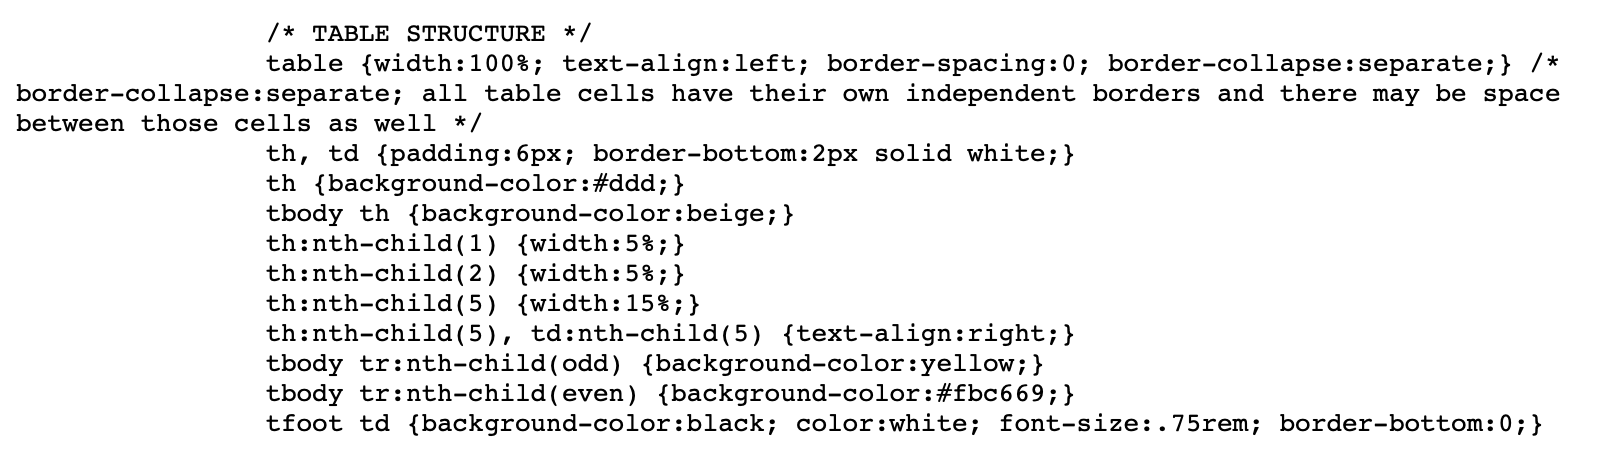 /* TABLE STRUCTURE */
table {width:100%; text-align:left; border-spacing:0; border-collapse:separate;} /*
border-collapse:separate; all table cells have their own independent borders and there may be space
between those cells as well */
th, td {padding:6px; border-bottom:2px solid white;}
th {background-color:#ddd;}
tbody th {background-color:beige;}
th:nth-child(1) {width:5%;}
th:nth-child(2) {width:5%;}
th:nth-child(5) {width:15%;}
th:nth-child(5), td:nth-child(5) {text-align:right;}
tbody tr:nth-child(odd) {background-color:yellow;}
tbody tr:nth-child(even) {background-color:#fbc669;}
tfoot td {background-color:black; color:white; font-size:.75rem; border-bottom:0;}